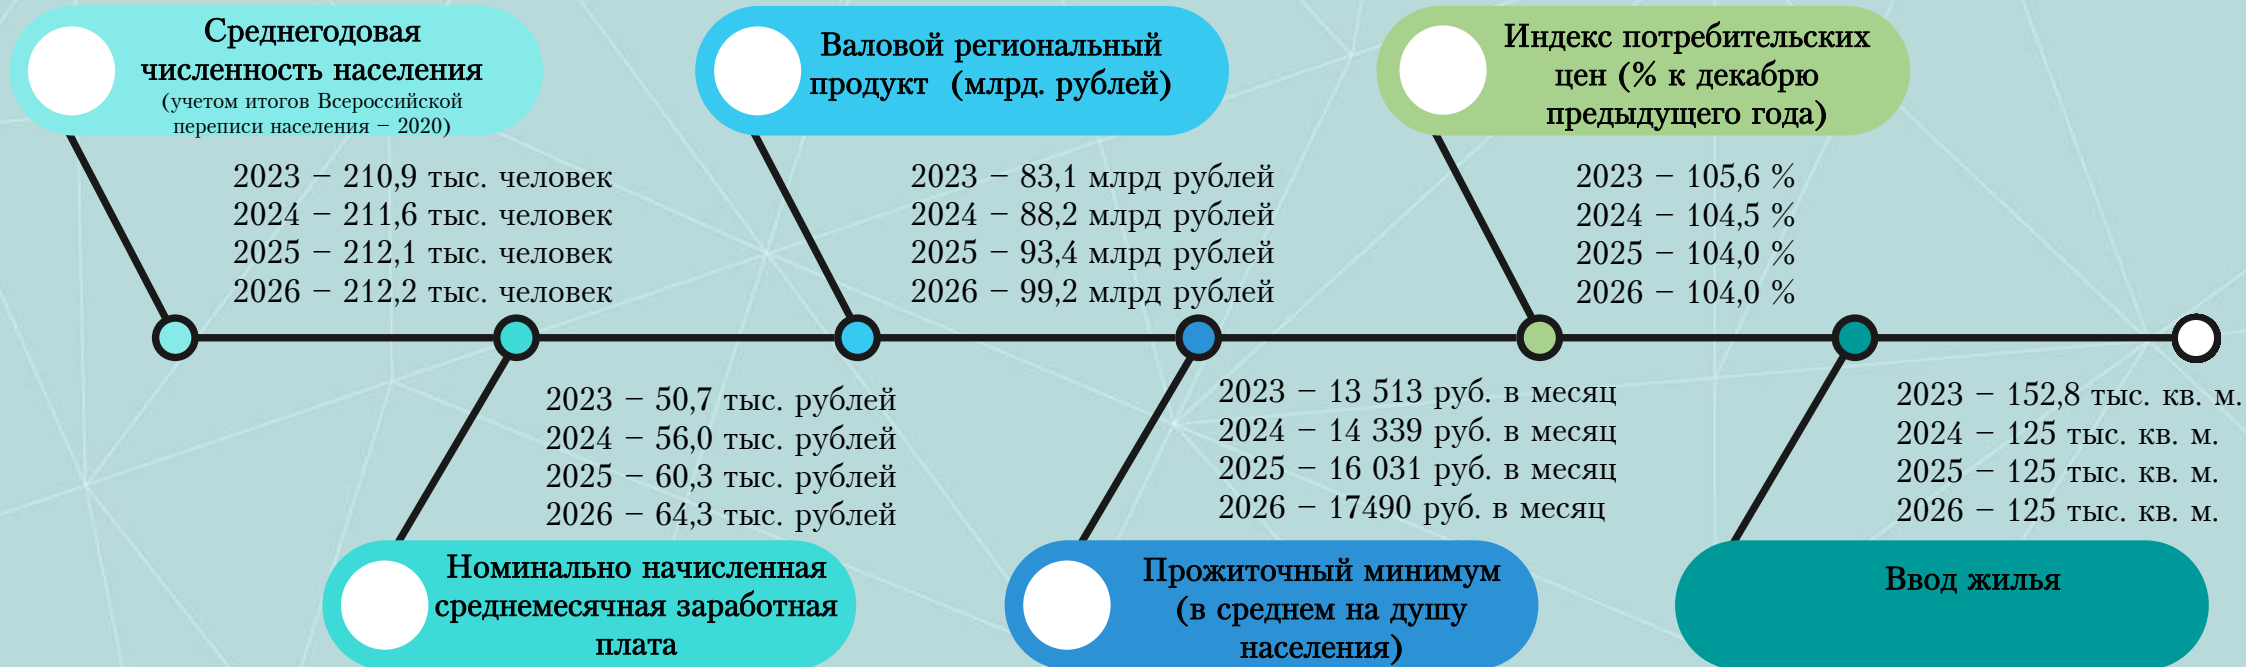 Среднегодовая
численность населения
(учетом итогов Всероссийской
переписи населения – 2020)
2023 – 210,9 тыс. человек
2024 – 211,6 тыс. человек
2025 – 212,1 тыс. человек
2026 – 212,2 тыс. человек
Валовой региональный
продукт (млрд. рублей)
2023 – 83,1 млрд рублей
2024 – 88,2 млрд рублей
2025 – 93,4 млрд рублей
2026 – 99,2 млрд рублей
Индекс потребительских
цен (% к декабрю
предыдущего года)
2023 – 105,6 %
2024 – 104,5 %
2025 – 104,0 %
2026 – 104,0 %
2023 – 50,7 тыс. рублей
2024 – 56,0 тыс. рублей
2025 – 60,3 тыс. рублей
2026 – 64,3 тыс. рублей
Номинально начисленная
среднемесячная заработная
плата
2023 – 13 513 руб. в месяц
2024 – 14 339 руб. в месяц
2025 – 16 031 руб. в месяц
2026 – 17490 руб. в месяц
Прожиточный минимум
(в среднем на душу
населения)
2023 – 152,8 тыс. кв. м.
2024 – 125 тыс. кв. м.
2025 – 125 тыс. кв. м.
2026 – 125 тыс. кв. м.
Ввод жилья